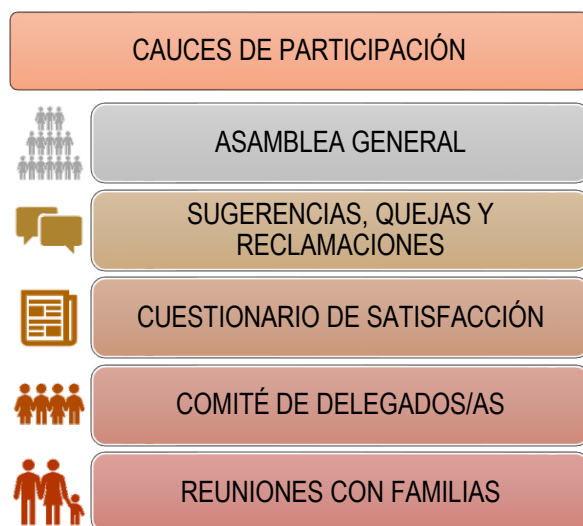 CAUCES DE PARTICIPACIÓN
ASAMBLEA GENERAL
SUGERENCIAS, QUEJAS Y
RECLAMACIONES
CUESTIONARIO DE SATISFACCIÓN
COMITÉ DE DELEGADOS/AS
REUNIONES CON FAMILIAS